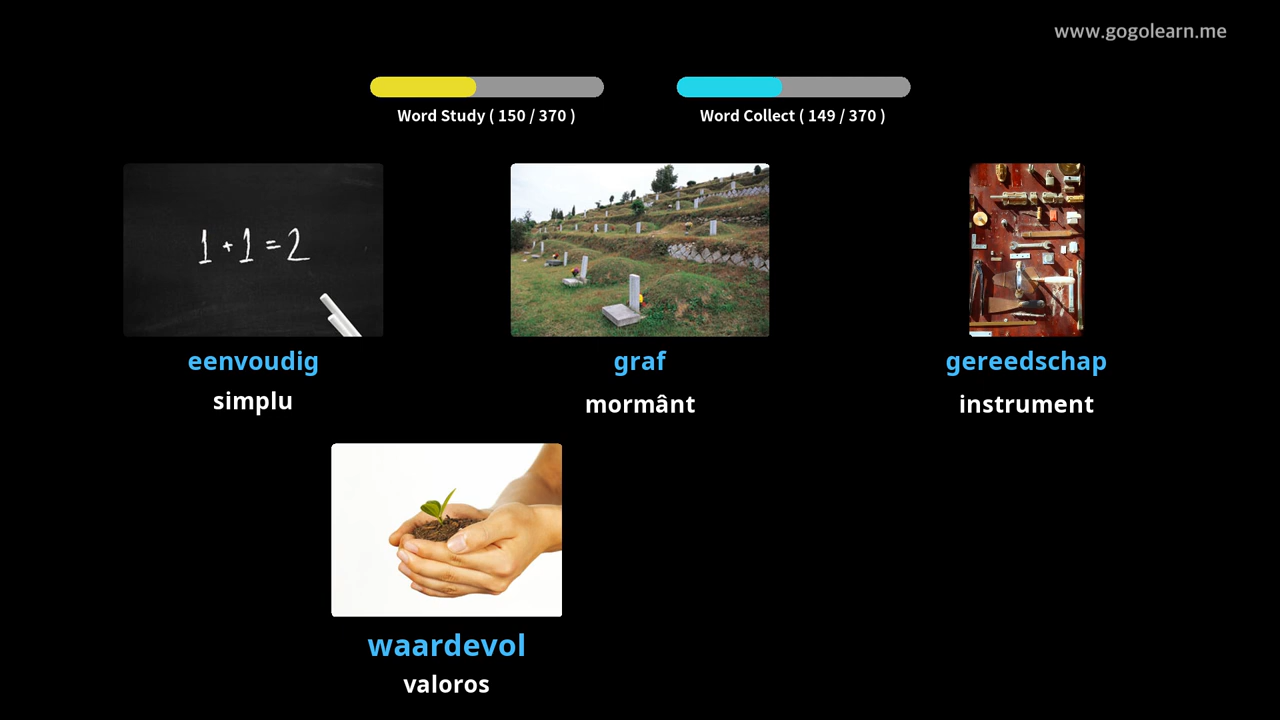 www.gogolearn.me
Word Study ( 150 / 370 )
Word Collect ( 149 / 370 )
1 + 1 = 2
eenvoudig
simplu
graf
mormânt
gereedschap
instrument
waardevol
valoros